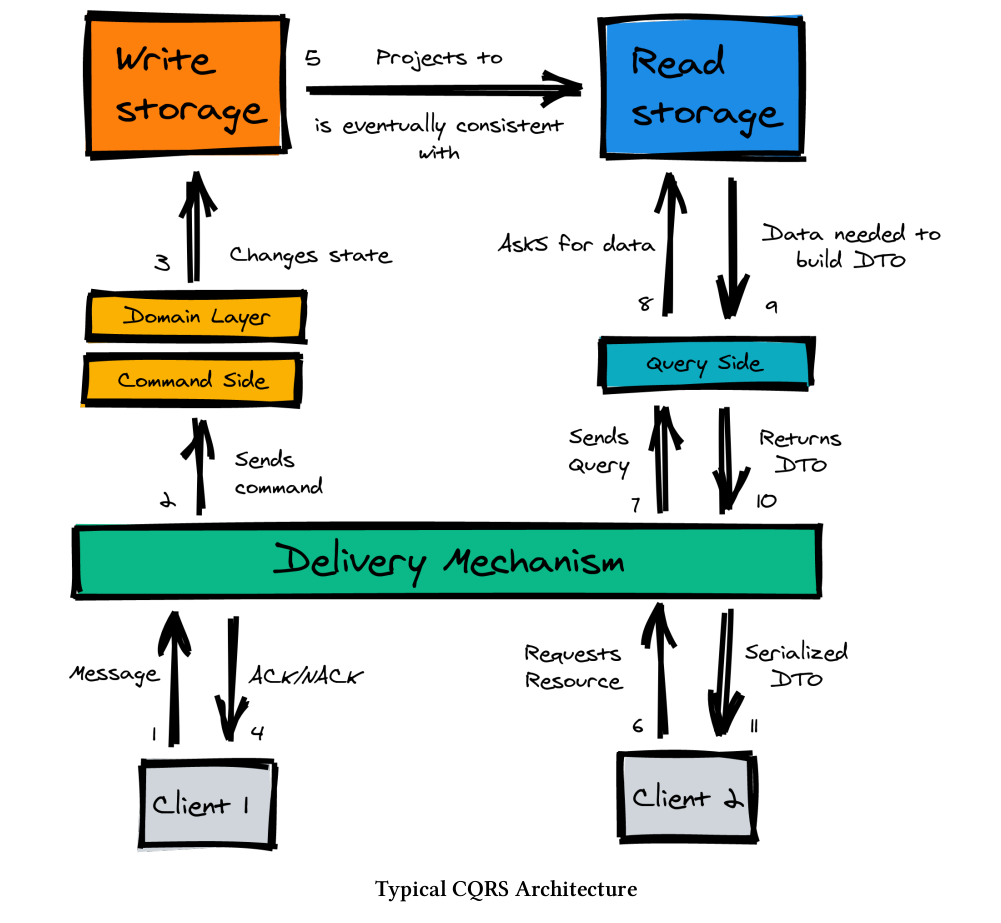 Write
storage
5
Projects to
is eventually consistent
with
Read
storage
3
Changes state
Asks for data
8
Data needed to
build DTO
9
Domain Layer
Command Side
Query Side
2
Sends
command
Sends
Query
7
Returns
DTO
10
Delivery Mechanism
Message
1
ACK/NACK
4
Requests
Resource
6
Serialized
DTO
11
Client 1
Client 2
Typical CQRS Architecture